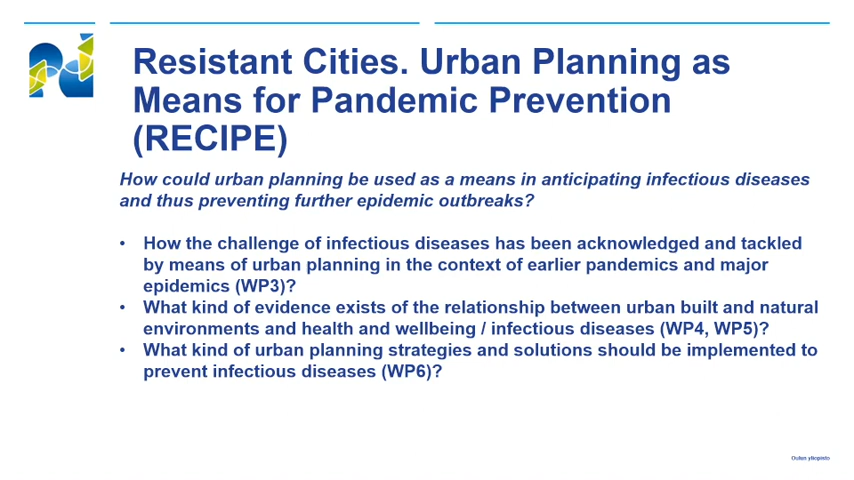 Resistant Cities. Urban Planning as
Means for Pandemic Prevention
(RECIPE)
How could urban planning be used as a means in anticipating infectious diseases
and thus preventing further epidemic outbreaks?
• How the challenge of infectious diseases has been acknowledged and tackled
by means of urban planning in the context of earlier pandemics and major
epidemics (WP3)?
• What kind of evidence exists of the relationship between urban built and natural
environments and health and wellbeing / infectious diseases (WP4, WP5)?
• What kind of urban planning strategies and solutions should be implemented to
prevent infectious diseases (WP6)?
Oulun yliopisto